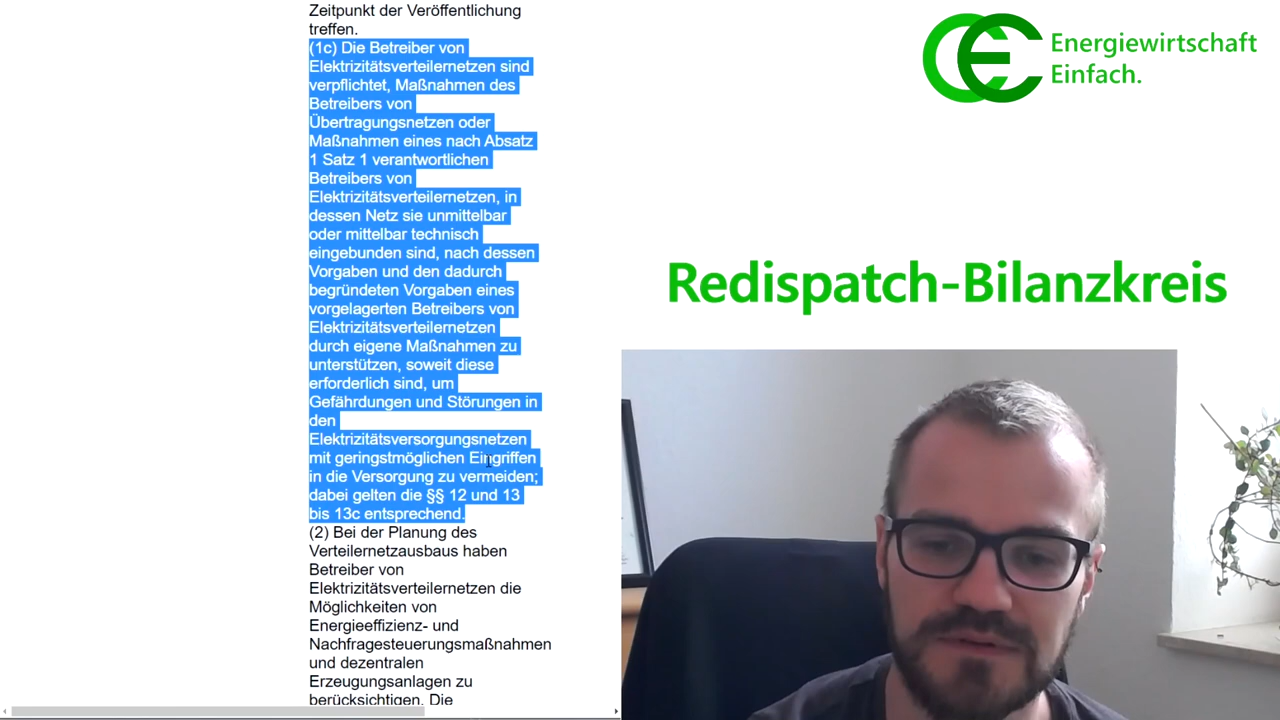 Zeitpunkt der Veröffentlichung
treffen.
(1c) Die Betreiber von
Elektrizitätsverteilernetzen sind
verpflichtet, Maßnahmen des
Betreibers von
Übertragungsnetzen oder
Maßnahmen eines nach Absatz
1 Satz 1 verantwortlichen
Betreibers von
Elektrizitätsverteilernetzen, in
dessen Netz sie unmittelbar
oder mittelbar technisch
eingebunden sind, nach dessen
Vorgaben und den dadurch
begründeten Vorgaben eines
vorgelagerten Betreibers von
Elektrizitätsverteilernetzen
durch eigene Maßnahmen zu
unterstützen, soweit diese
erforderlich sind, um
Gefährdungen und Störungen in
den
Elektrizitätsversorgungsnetzen
mit geringstmöglichen Eingriffen
in die Versorgung zu vermeiden;
dabei gelten die §§ 12 und 13
bis 13c entsprechend.
(2) Bei der Planung des
Verteilernetzausbaus haben
Betreiber von
Elektrizitätsverteilernetzen die
Möglichkeiten von
Energieeffizienz- und
Nachfragesteuerungsmaßnahmen
und dezentralen
Erzeugungsanlagen zu
berücksichtigen. Die
Energiewirtschaft
Einfach.
Redispatch-Bilanzkreis